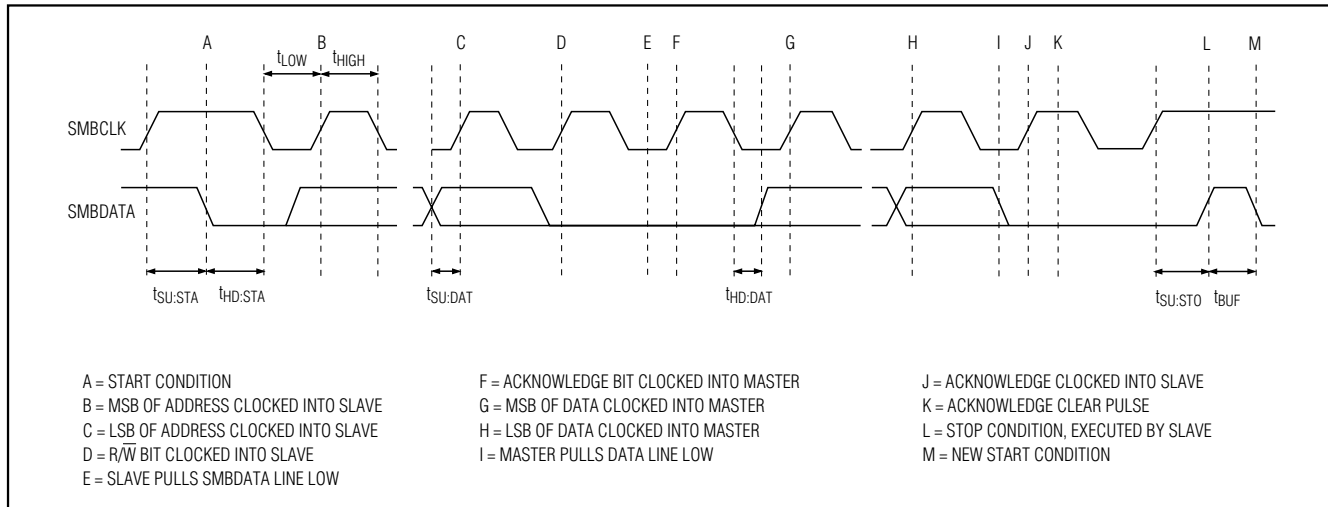 A B C D E F G H I J K L M
tLOW tHIGH
SMBCLK
SMBDATA
tSU:STA tHD:STA tSU:DAT tHD:DAT tSU:STO tBUF
A = START CONDITION
B = MSB OF ADDRESS CLOCKED INTO SLAVE
C = LSB OF ADDRESS CLOCKED INTO SLAVE
D = R/W̅ BIT CLOCKED INTO SLAVE
E = SLAVE PULLS SMBDATA LINE LOW
F = ACKNOWLEDGE BIT CLOCKED INTO MASTER
G = MSB OF DATA CLOCKED INTO MASTER
H = LSB OF DATA CLOCKED INTO MASTER
I = MASTER PULLS DATA LINE LOW
J = ACKNOWLEDGE CLOCKED INTO SLAVE
K = ACKNOWLEDGE CLEAR PULSE
L = STOP CONDITION, EXECUTED BY SLAVE
M = NEW START CONDITION